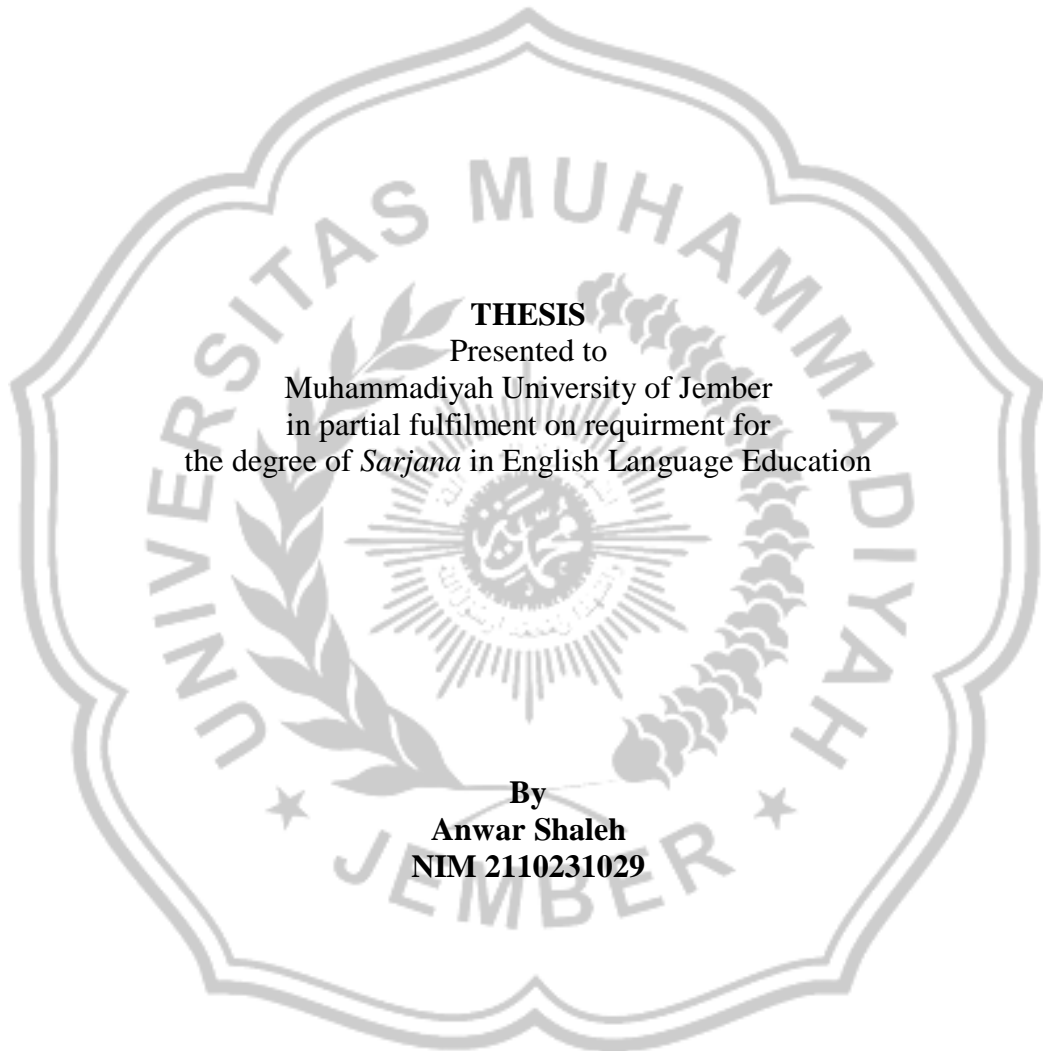 UNIVERSITAS MUHAMMADIYAH
THESIS
Presented to
Muhammadiyah University of Jember
in partial fulfilment on requirment for
the degree of Sarjana in English Language Education
By
Anwar Shaleh
NIM 2110231029
JEMBER